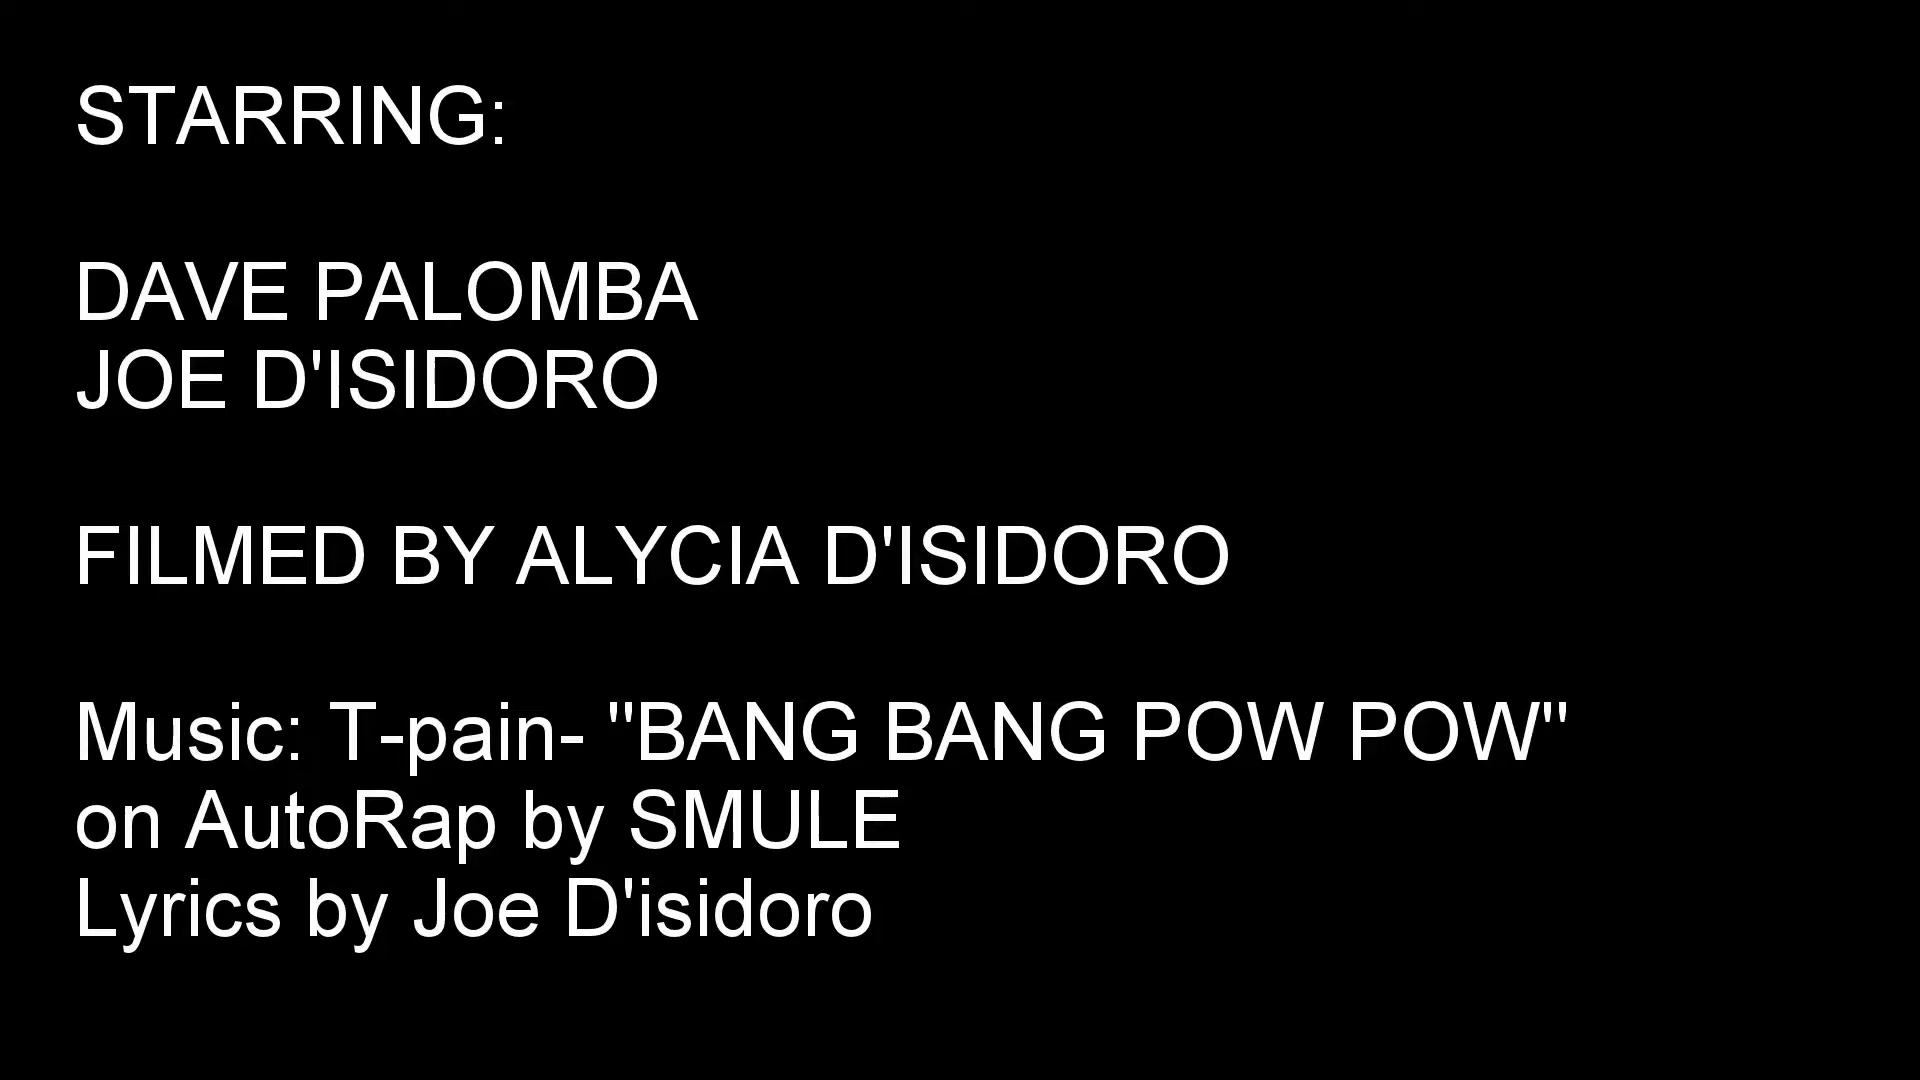 STARRING:
DAVE PALOMBA
JOE D'ISIDORO
FILMED BY ALYCIA D'ISIDORO
Music: T-pain- "BANG BANG POW POW"
on AutoRap by SMULE
Lyrics by Joe D'isidoro